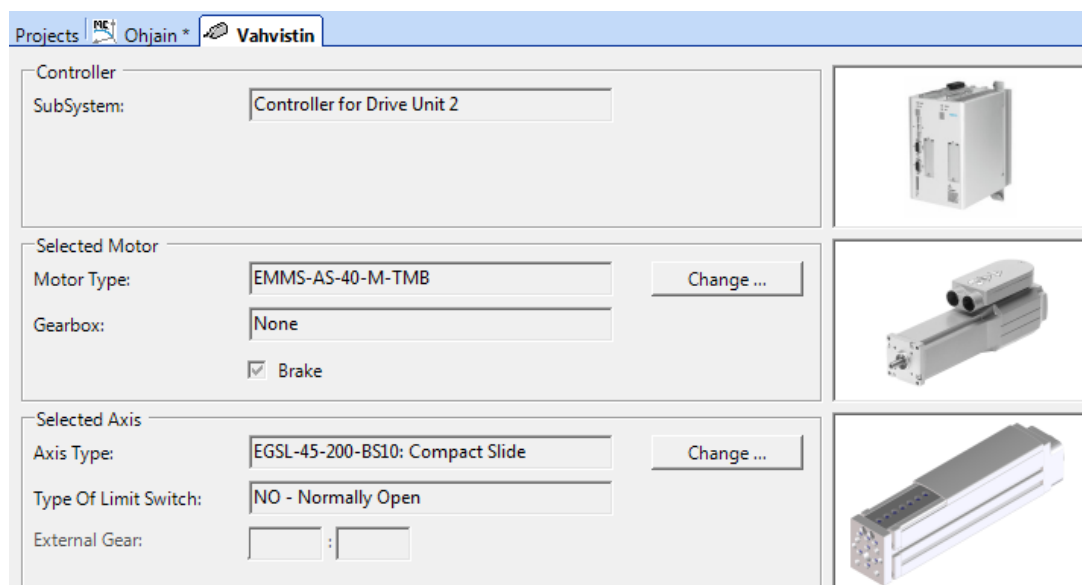 Projects MC Ohjain * Vahvistin
Controller
SubSystem: Controller for Drive Unit 2
Selected Motor
Motor Type: EMMS-AS-40-M-TMB Change ...
Gearbox: None
Brake
Selected Axis
Axis Type: EGSL-45-200-BS10: Compact Slide Change ...
Type Of Limit Switch: NO - Normally Open
External Gear: :